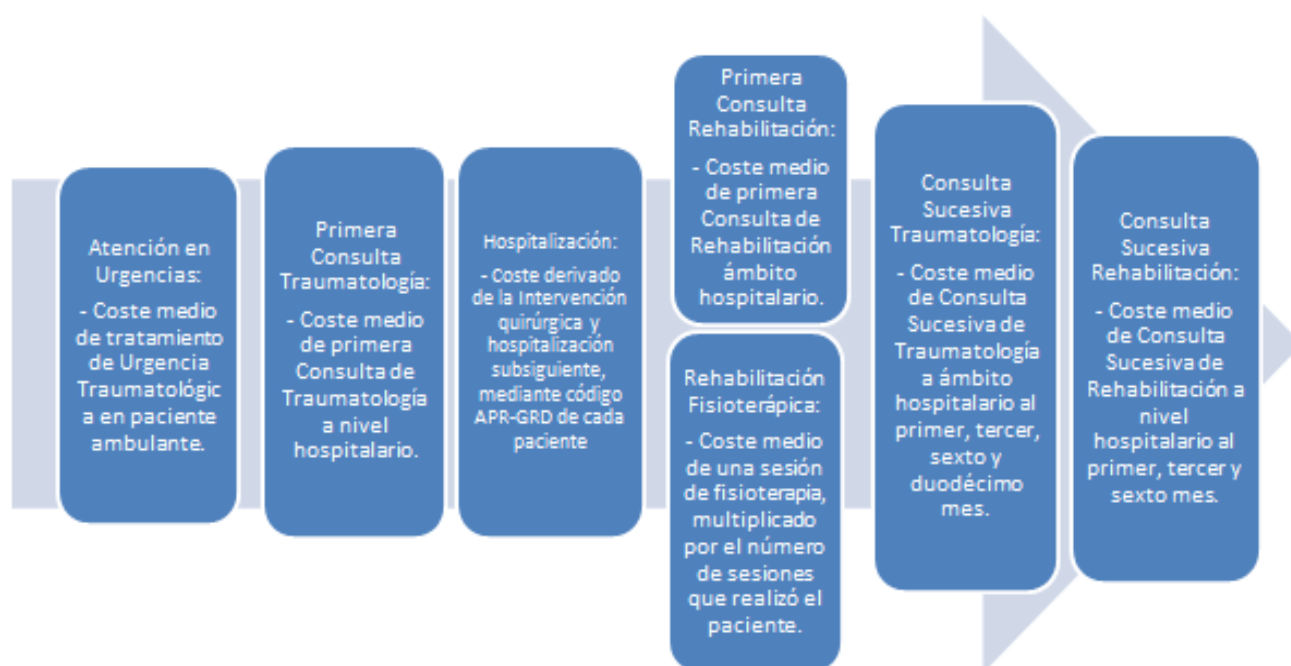 Atención en
Urgencias:
- Coste medio
de tratamiento
de Urgencia
Traumatológic
a en paciente
ambulante.
Primera
Consulta
Traumatología:
- Coste medio
de primera
Consulta de
Traumatología
a nivel
hospitalario.
Hospitalización:
- Coste derivado
de la Intervención
quirúrgica y
hospitalización
subsiguiente,
mediante código
APR-GRD de cada
paciente
Primera
Consulta
Rehabilitación:
- Coste medio
de primera
Consulta de
Rehabilitación
ámbito
hospitalario.
Rehabilitación
Fisioterápica:
- Coste medio
de una sesión
de fisioterapia,
multiplicado
por el número
de sesiones
que realizó el
paciente.
Consulta
Sucesiva
Traumatología:
- Coste medio
de Consulta
Sucesiva de
Traumatología
a ámbito
hospitalario al
primer, tercer,
sexto y
duodécimo
mes.
Consulta
Sucesiva
Rehabilitación:
- Coste medio
de Consulta
Sucesiva de
Rehabilitación a
nivel
hospitalario al
primer, tercer y
sexto mes.